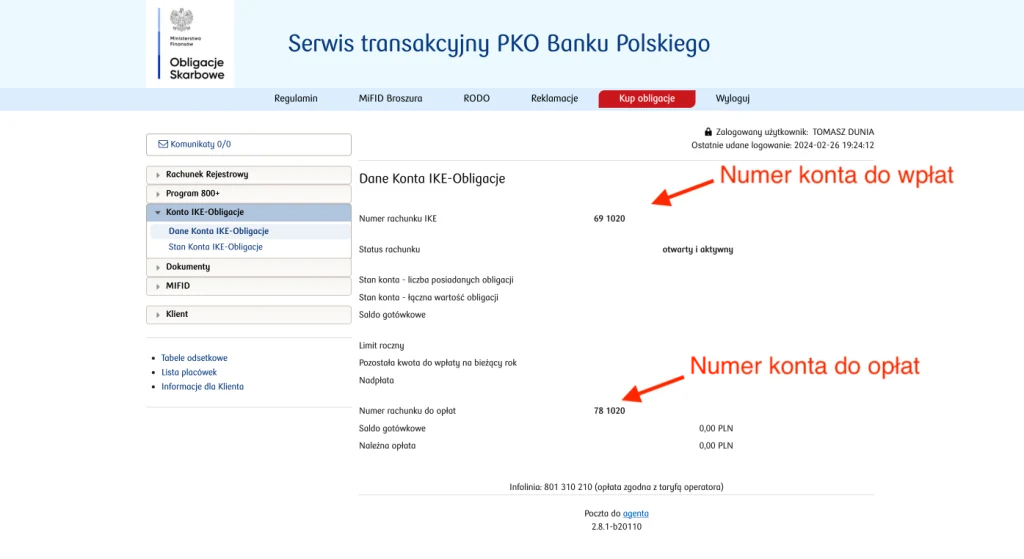 Ministerstwo
Finansów
Obligacje
Skarbowe
Serwis transakcyjny PKO Banku Polskiego
Regulamin MiFID Broszura RODO Reklamacje Kup obligacje Wyloguj
Komunikaty 0/0
Rachunek Rejestrowy
Program 800+
Konta IKE-Obligacje
Dane Konta IKE-Obligacje
Stan Konta IKE-Obligacje
Dokumenty
MIFID
Klient
Tabele odsetkowe
Lista placówek
Informacje dla Klienta
Zalogowany użytkownik: TOMASZ DUNIA
Ostatnie udane logowanie: 2024-02-26 19:24:12
Dane Konta IKE-Obligacje
Numer konta do wpłat
Numer rachunku IKE 69 1020
Status rachunku otwarty i aktywny
Stan konta - liczba posiadanych obligacji
Stan konta - łączna wartość obligacji
Saldo gotówkowe
Limit roczny
Pozostała kwota do wpłaty na bieżący rok
Nadpłata
Numer konta do opłat
Numer rachunku do opłat 78 1020
Saldo gotówkowe 0,00 PLN
Należna opłata 0,00 PLN
Infolinia: 801 310 210 (opłata zgodna z taryfą operatora)
Poczta do agenta
2.8.1-b20110